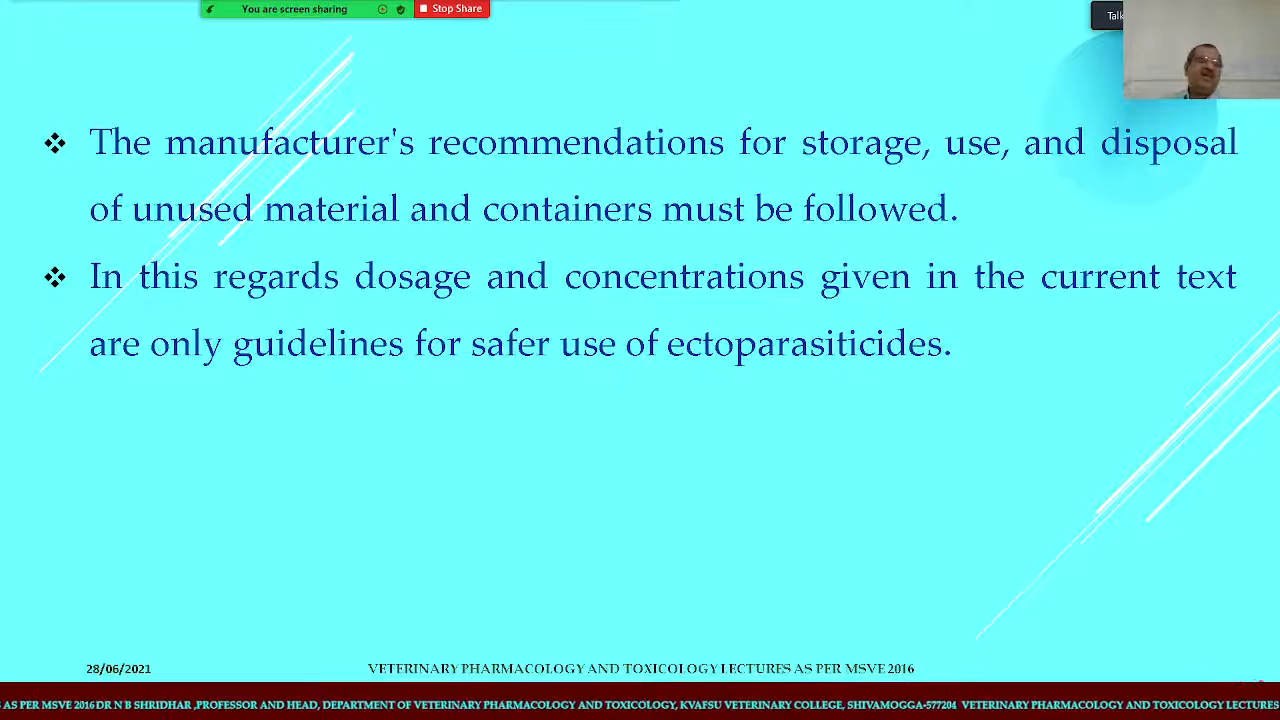 You are screen sharing
Stop Share
Talk
The manufacturer's recommendations for storage, use, and disposal
of unused material and containers must be followed.
In this regards dosage and concentrations given in the current text
are only guidelines for safer use of ectoparasiticides.
28/06/2021
VETERINARY PHARMACOLOGY AND TOXICOLOGY LECTURES AS PER MSVE 2016
S AS PER MSVE 2016 DR N B SHRIDHAR ,PROFESSOR AND HEAD, DEPARTMENT OF VETERINARY PHARMACOLOGY AND TOXICOLOGY, KVAFSU VETERINARY COLLEGE, SHIVAMOGGA-577204 VETERINARY PHARMACOLOGY AND TOXICOLOGY LECTURES